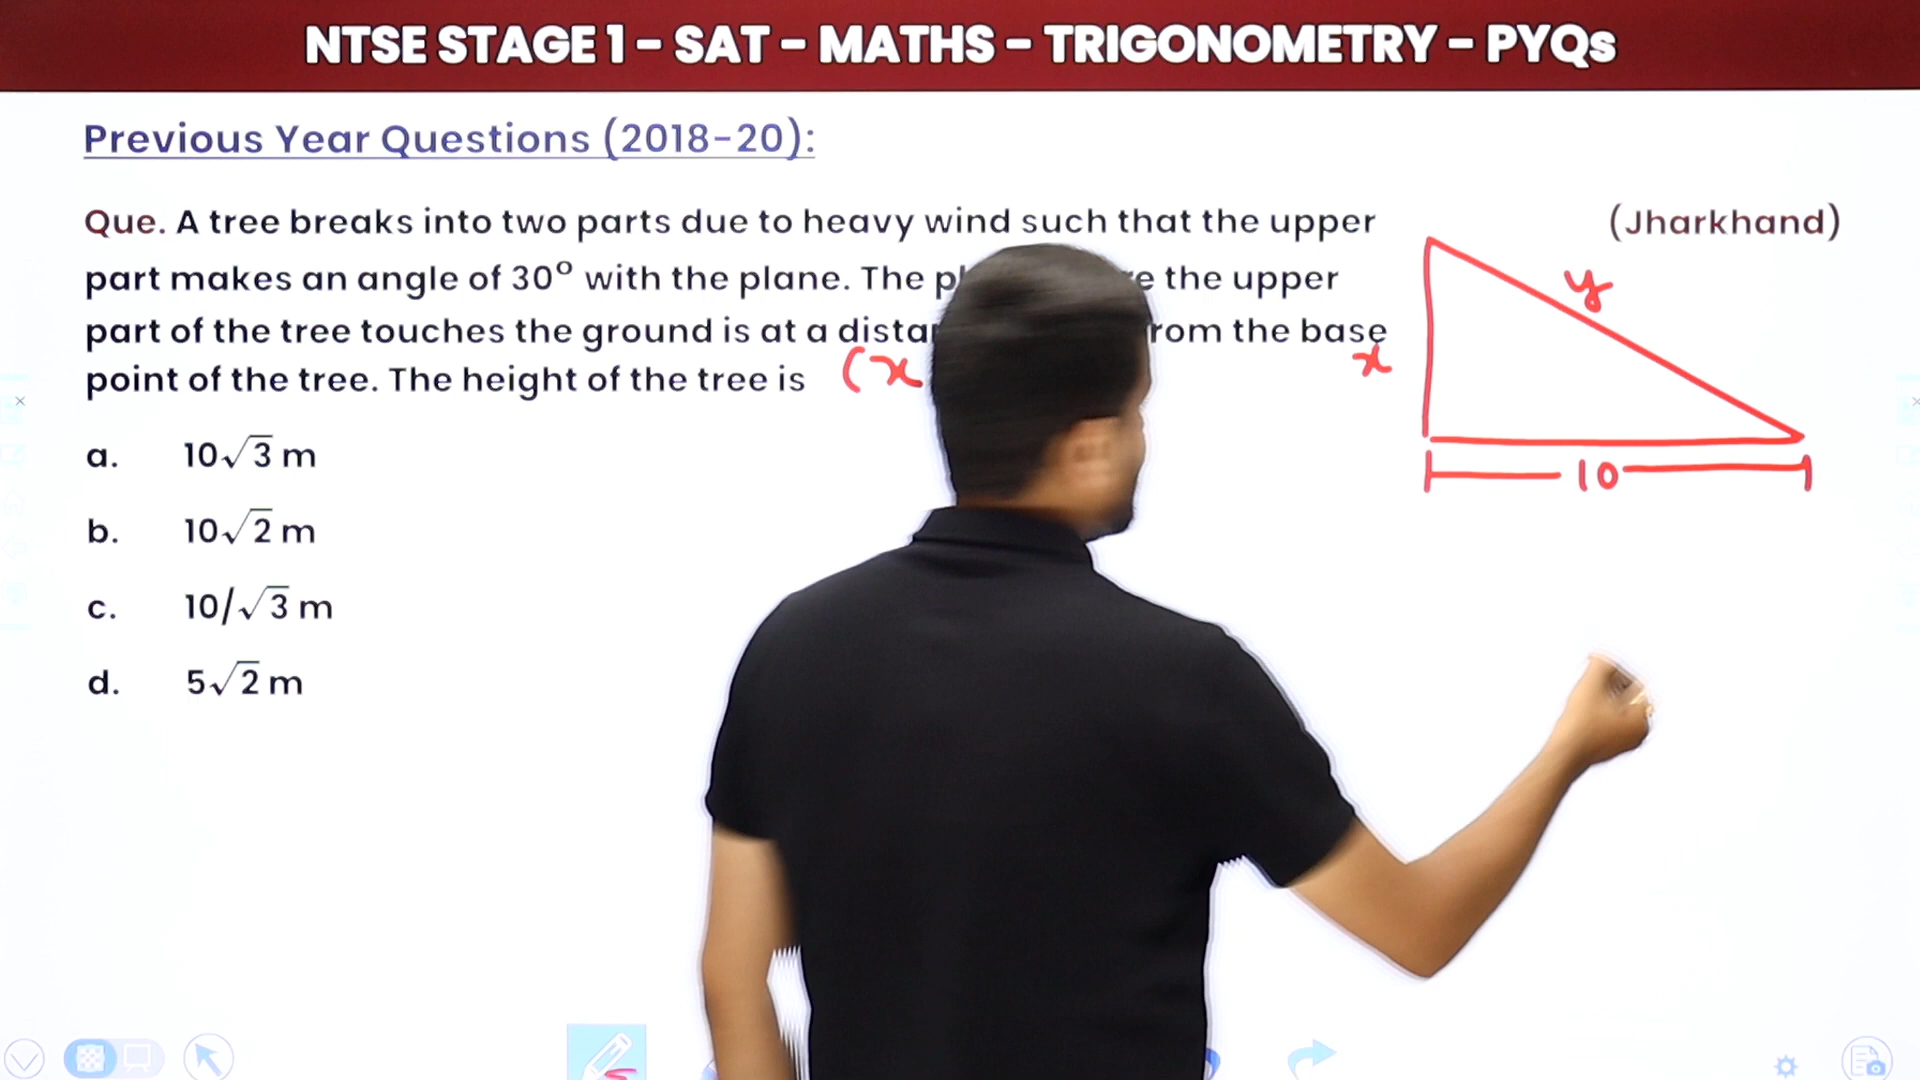 NTSE STAGE 1 – SAT – MATHS – TRIGONOMETRY – PYQs
Previous Year Questions (2018-20):
Que. A tree breaks into two parts due to heavy wind such that the upper (Jharkhand)
part makes an angle of 30° with the plane. The e the upper
part of the tree touches the ground is at a rom the base
point of the tree. The height of the tree is (x
x
y
10
a. 10√3 m
b. 10√2 m
c. 10/√3 m
d. 5√2 m